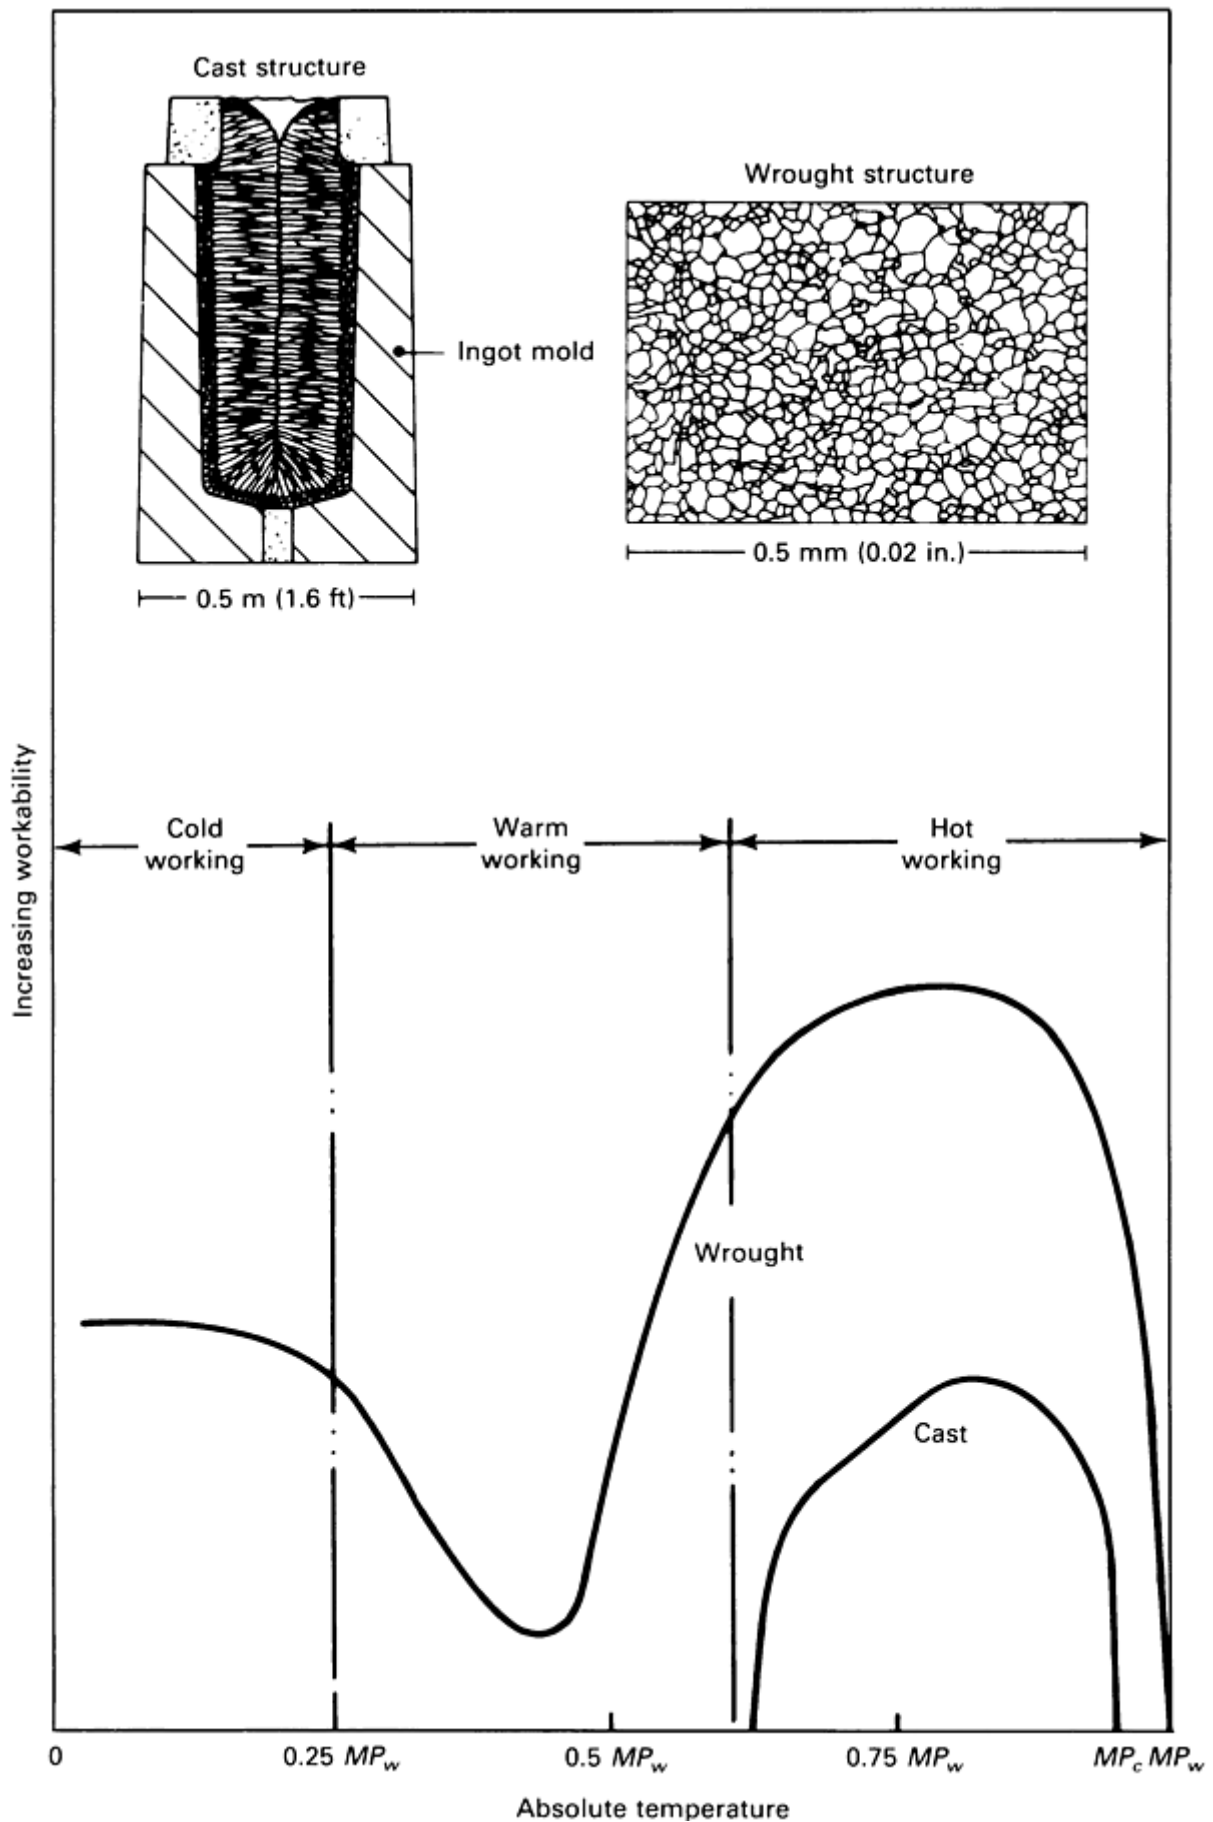 Cast structure
Wrought structure
Ingot mold
0.5 m (1.6 ft)
0.5 mm (0.02 in.)
Increasing workability
Cold
working
Warm
working
Hot
working
Wrought
Cast
0
0.25 MPw
0.5 MPw
0.75 MPw
MPc MPw
Absolute temperature